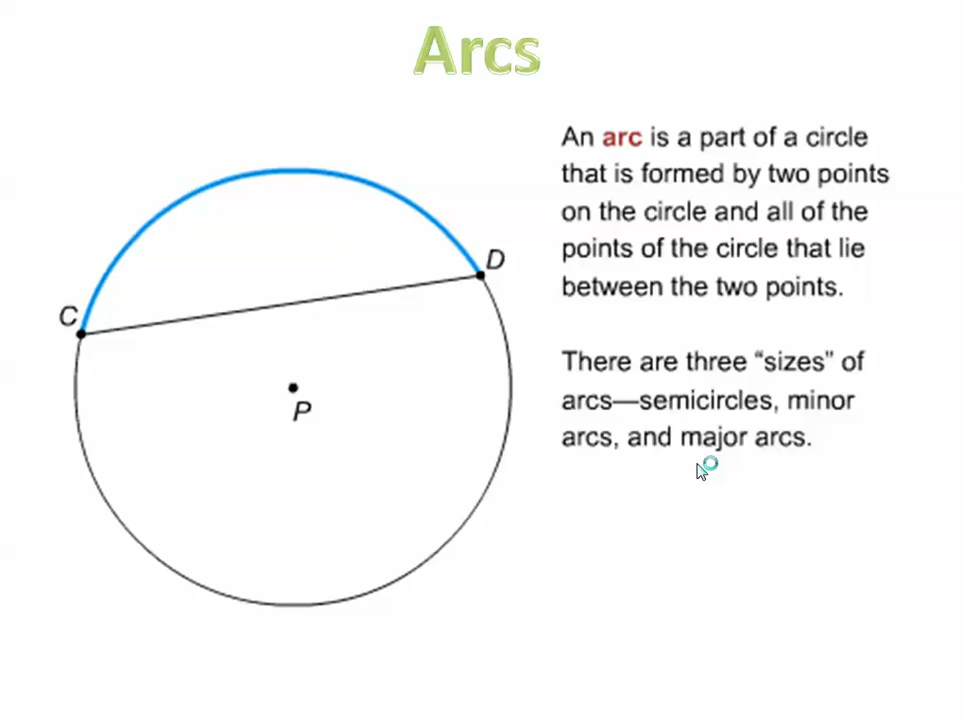 Arcs
An arc is a part of a circle
that is formed by two points
on the circle and all of the
points of the circle that lie
between the two points.
D
C
There are three “sizes” of
arcs—semicircles, minor
arcs, and major arcs.
P